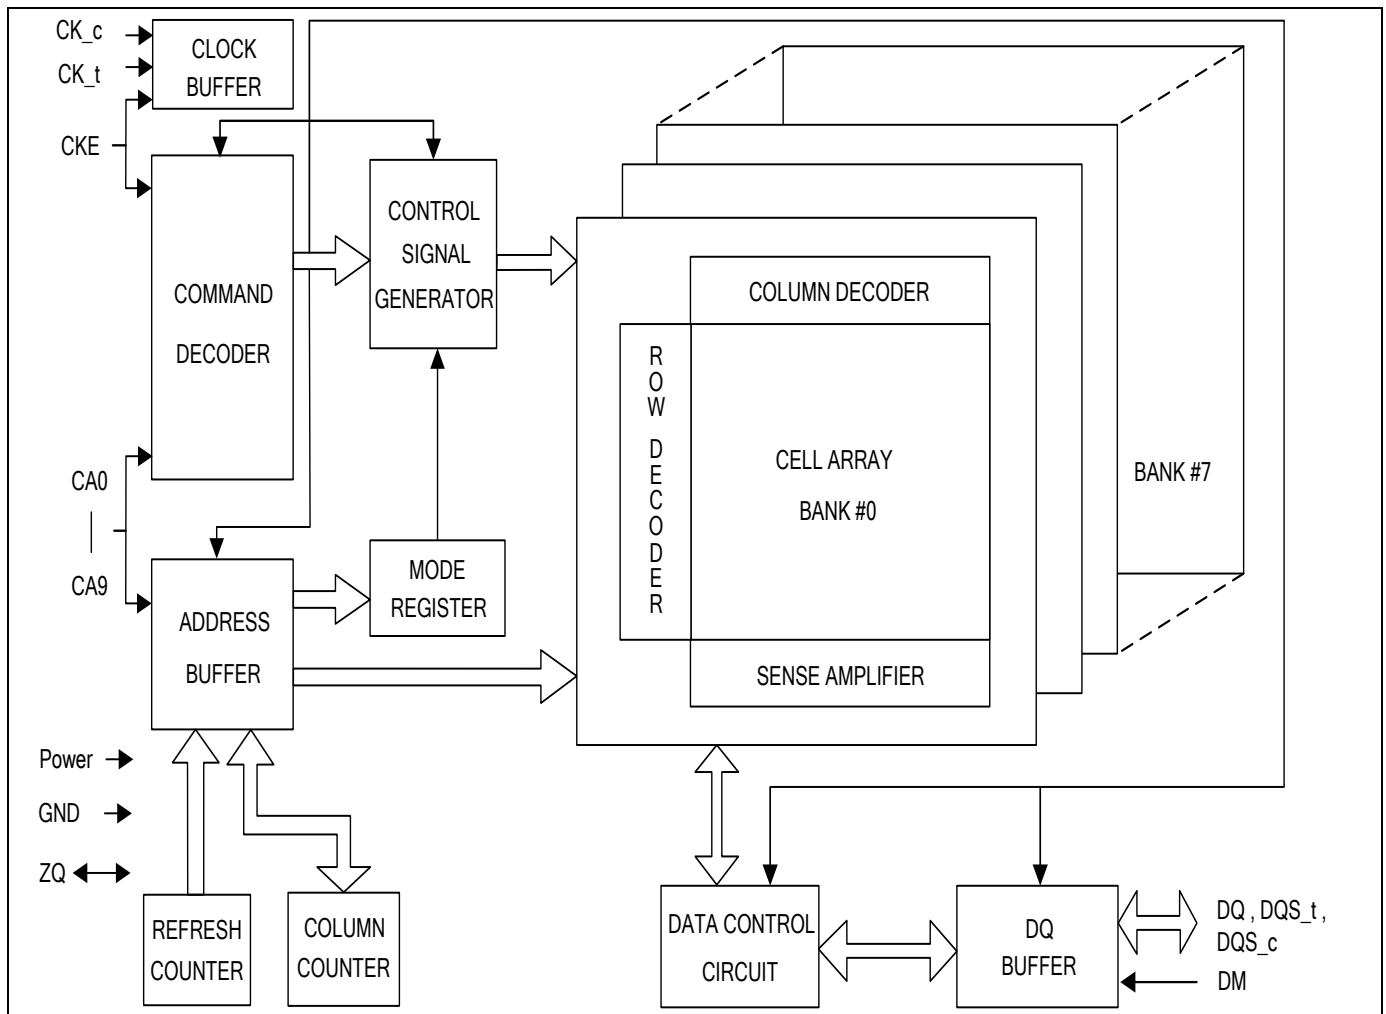 CK_c
CK_t
CKE
CLOCK
BUFFER
COMMAND
DECODER
CONTROL
SIGNAL
GENERATOR
COLUMN DECODER
ROW DECODER
CELL ARRAY
BANK #0
SENSE AMPLIFIER
BANK #7
CA0
CA9
ADDRESS
BUFFER
MODE
REGISTER
Power
GND
ZQ
REFRESH
COUNTER
COLUMN
COUNTER
DATA CONTROL
CIRCUIT
DQ
BUFFER
DQ , DQS_t ,
DQS_c
DM